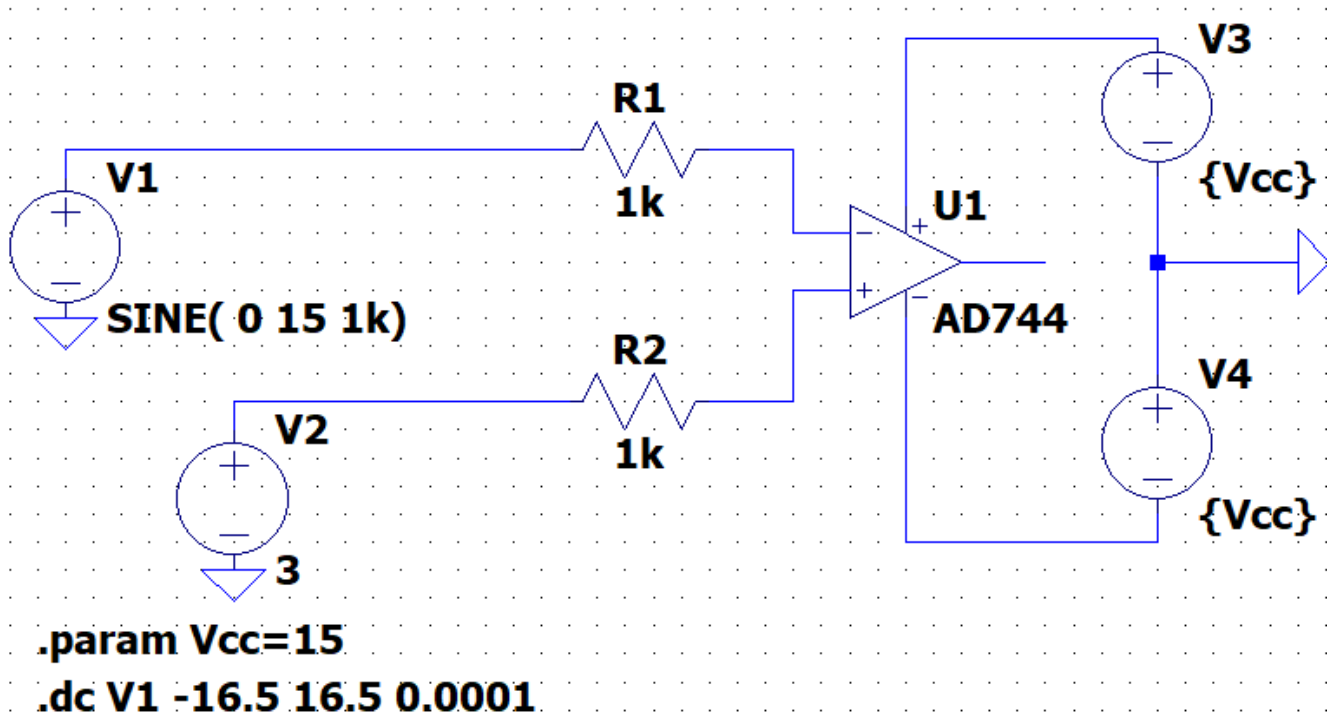 V3
R1
V1
1k
{Vcc}
U1
SINE( 0 15 1k)
AD744
R2
V4
V2
1k
{Vcc}
3
.param Vcc=15
.dc V1 -16.5 16.5 0.0001